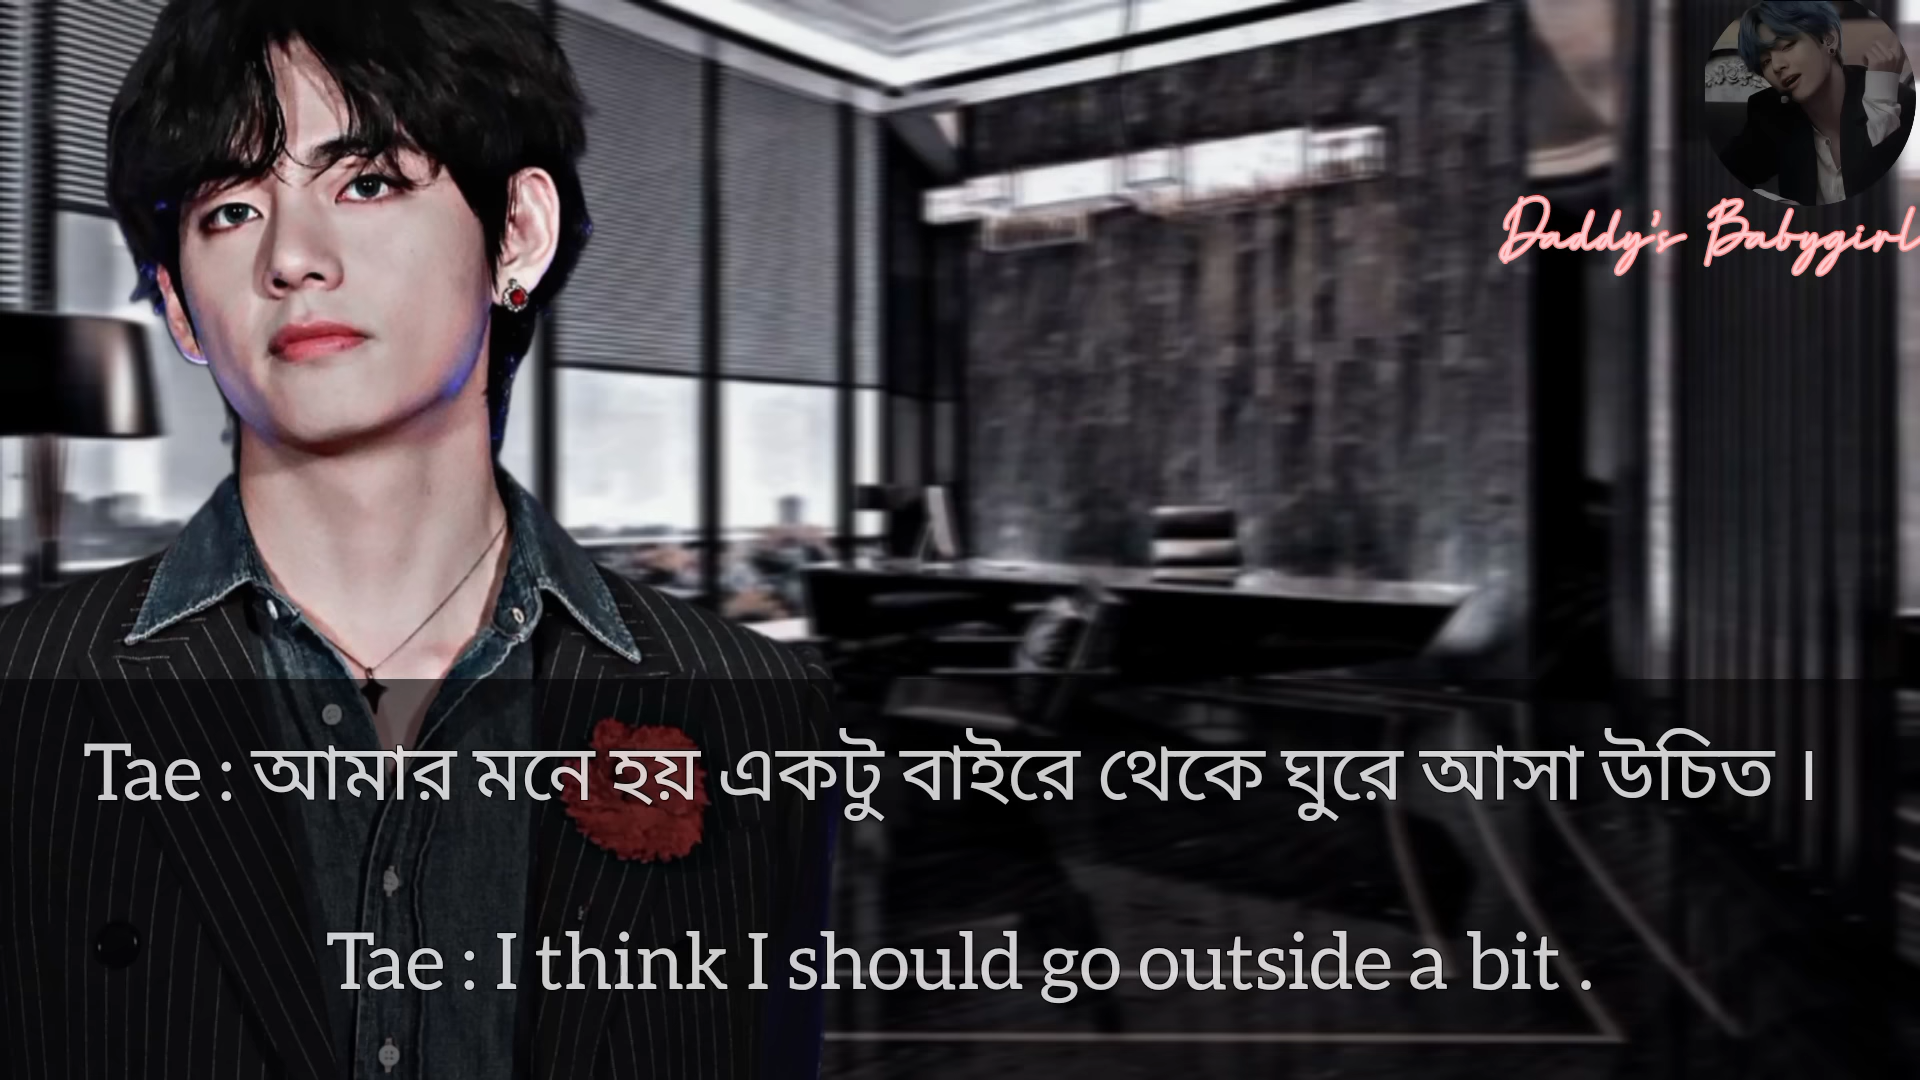 Daddy's Babygirl
Tae : আমার মনে হয় একটু বাইরে থেকে ঘুরে আসা উচিত ।
Tae : I think I should go outside a bit .